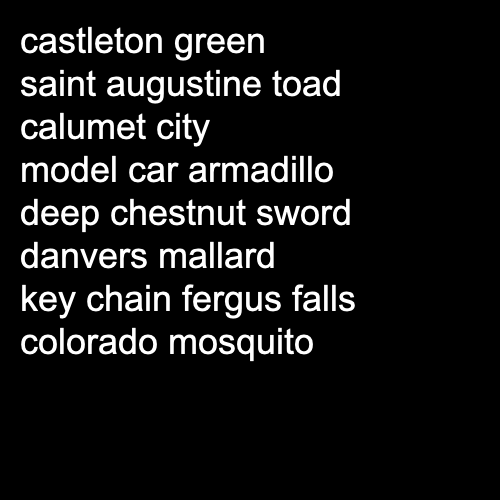 castleton green
saint augustine toad
calumet city
model car armadillo
deep chestnut sword
danvers mallard
key chain fergus falls
colorado mosquito